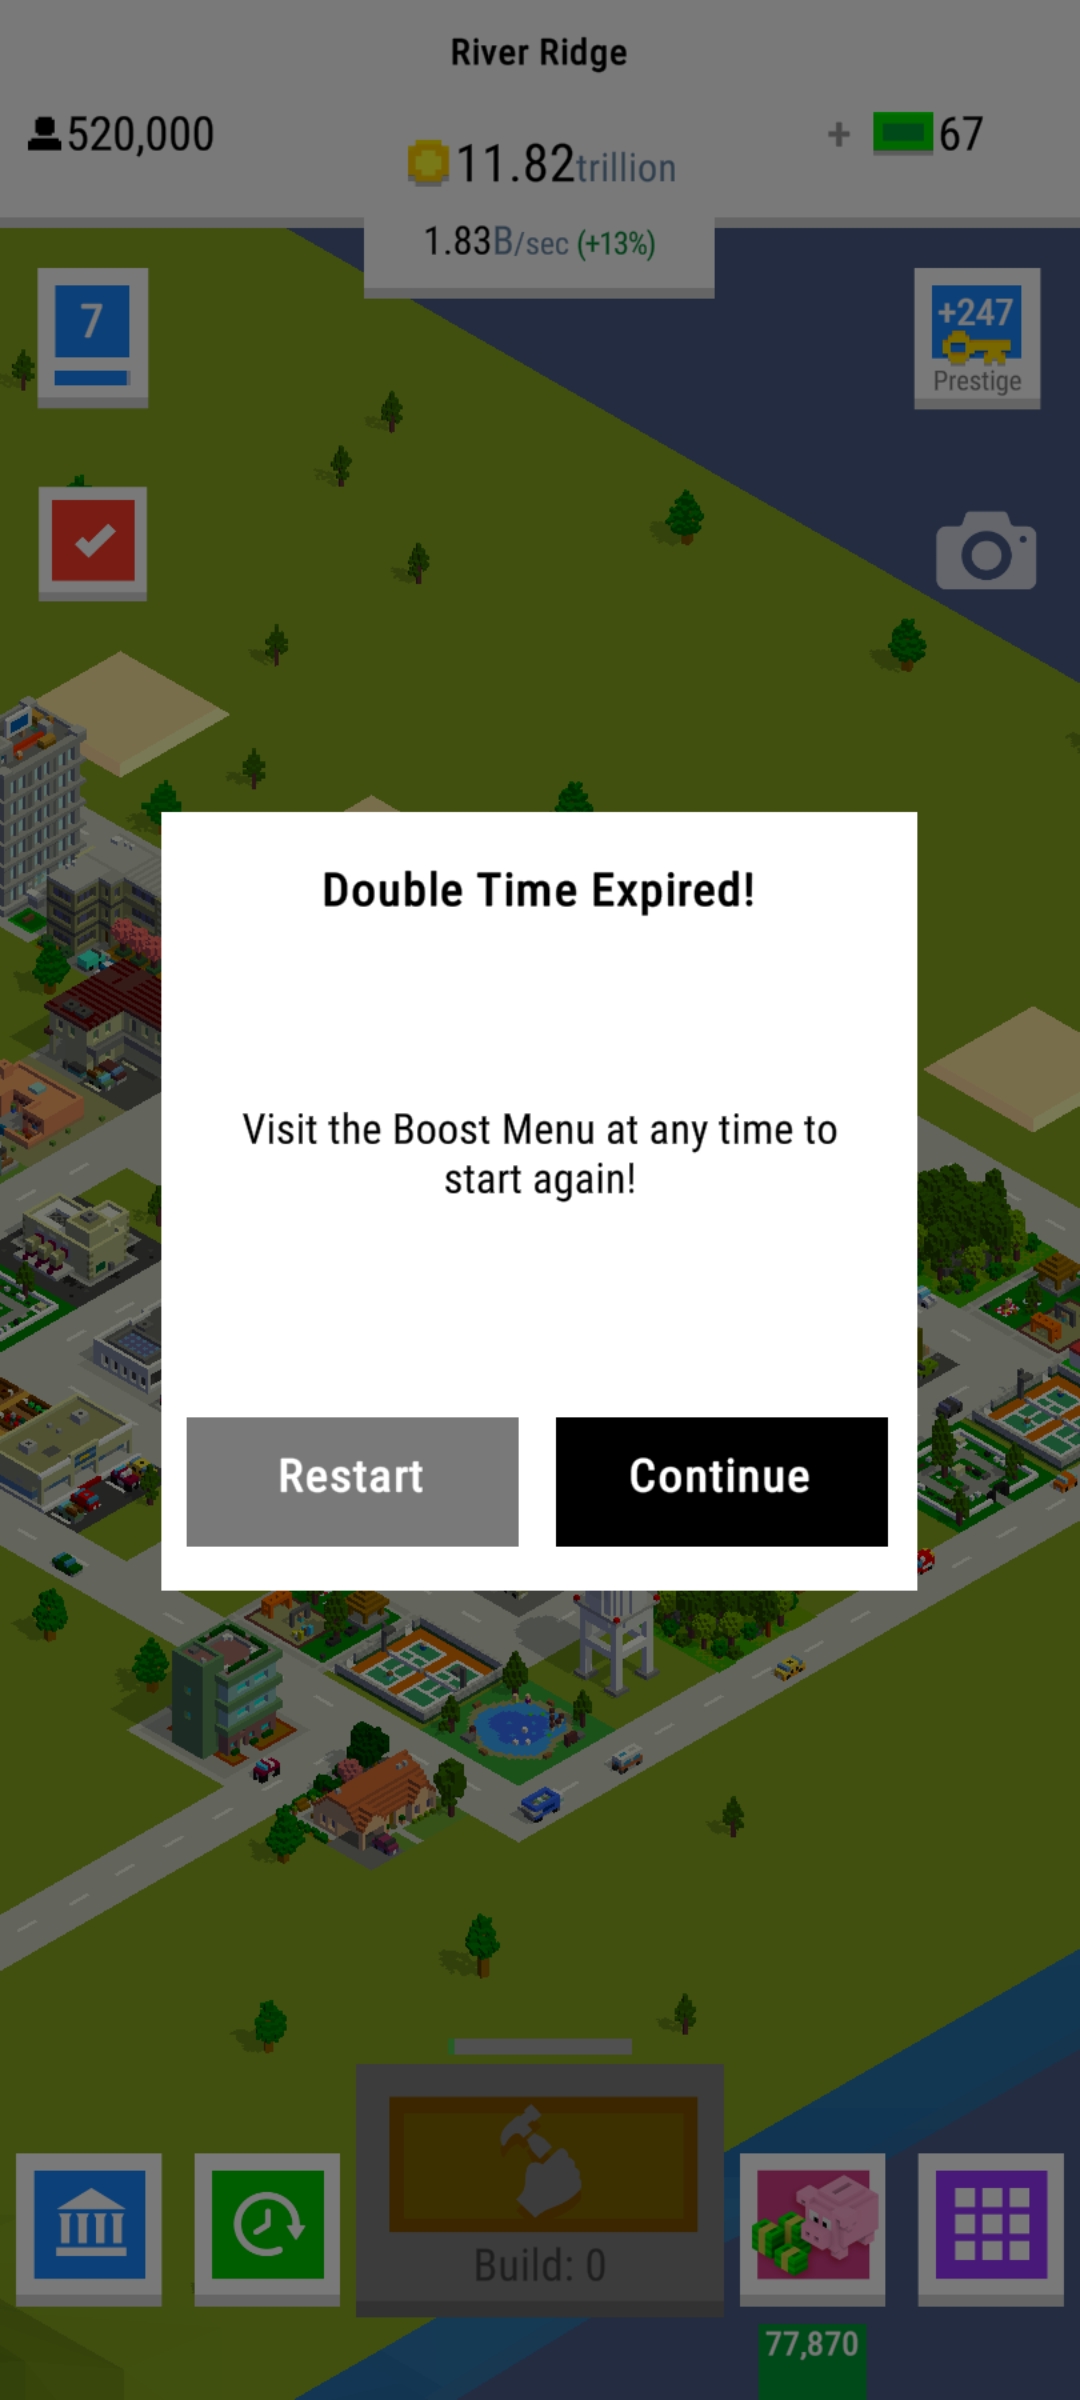 River Ridge
520,000
11.82trillion
+ 67
1.83B/sec (+13%)
7
+247
Prestige
Double Time Expired!
Visit the Boost Menu at any time to
start again!
Restart
Continue
Build: 0
77,870